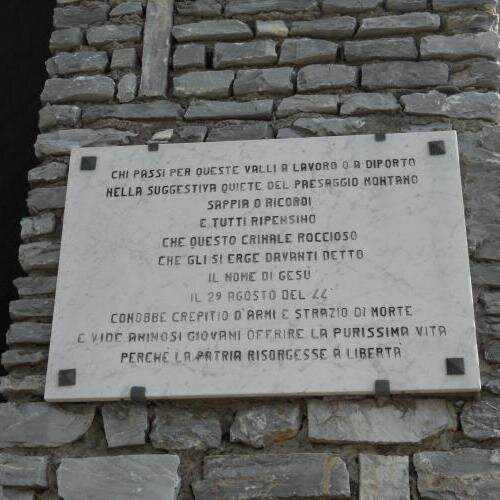 CHI PASSI PER QUESTE VALLI A LAVORO O A DIPORTO
NELLA SUGGESTIVA QUIETE DEL PAESAGGIO MONTANO
SAPPIA O RICORDI
E TUTTI RIPENSINO
CHE QUESTO CRINALE ROCCIOSO
CHE GLI SI ERGE DAVANTI DETTO
IL NOME DI GESÙ
IL 29 AGOSTO DEL 44'
CONOBBE CREPITIO D'ARMI E STRAZIO DI MORTE
E VIDE ANIMOSI GIOVANI OFFRIRE LA PURISSIMA VITA
PERCHÈ LA PATRIA RISORGESSE A LIBERTÀ